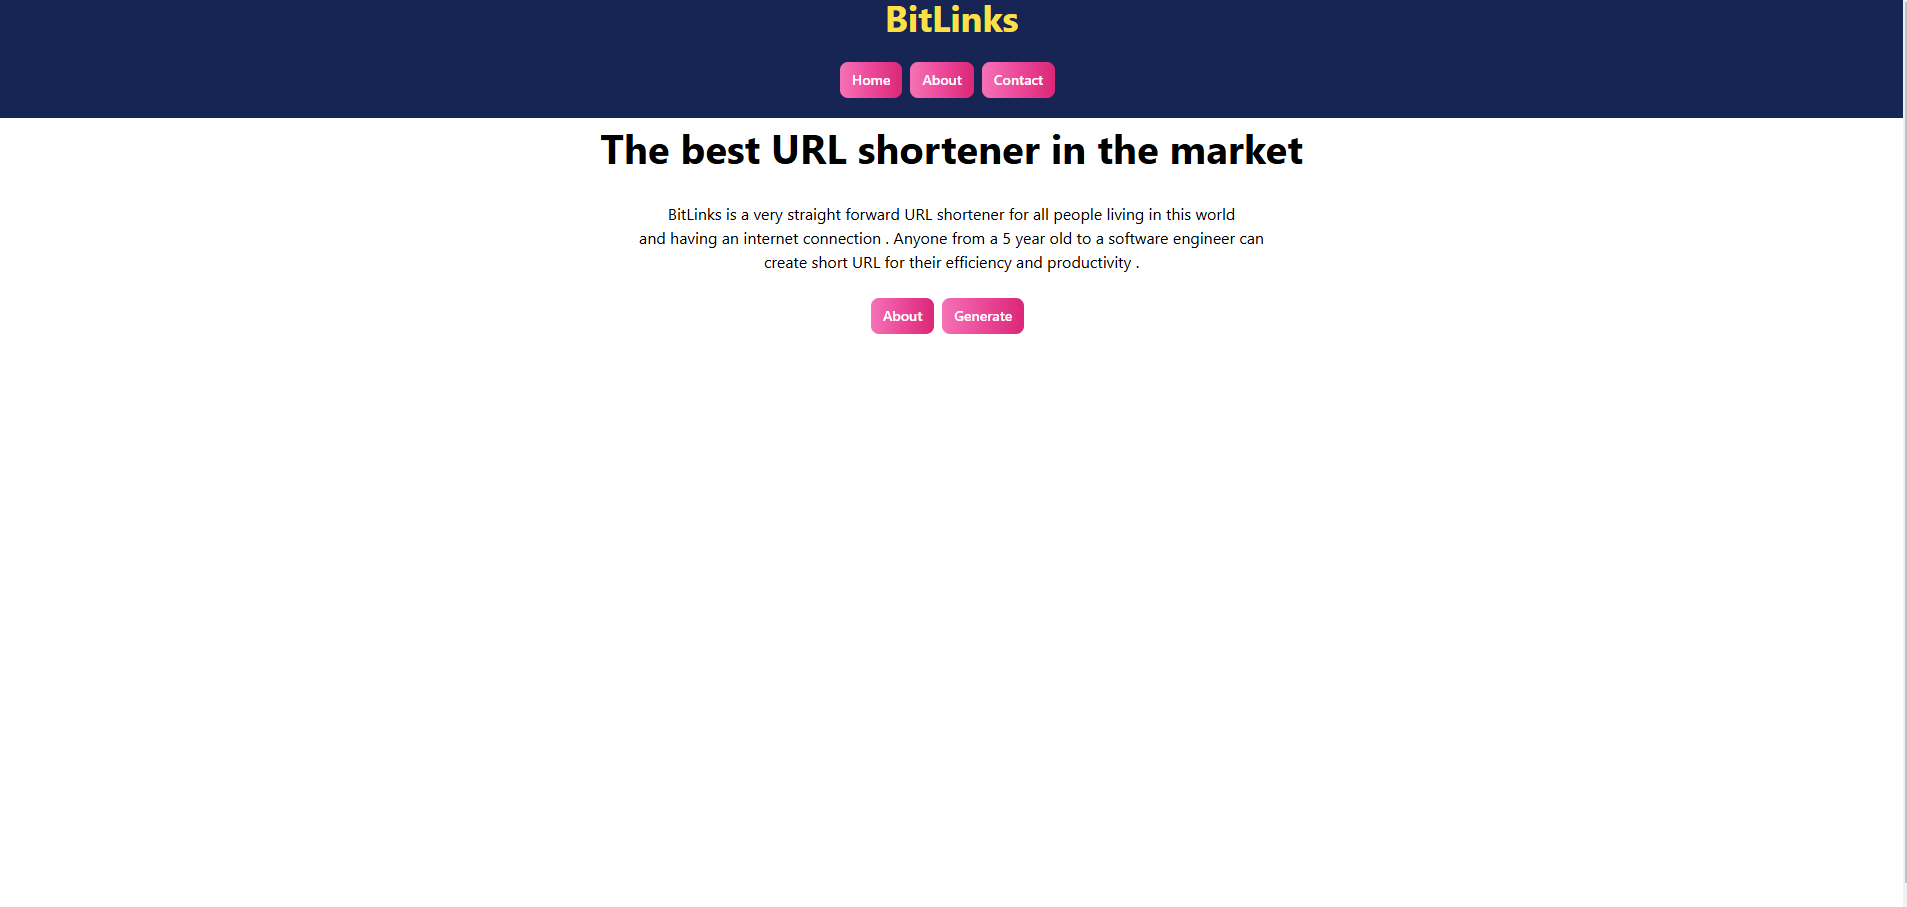 BitLinks
Home About Contact
The best URL shortener in the market
BitLinks is a very straight forward URL shortener for all people living in this world
and having an internet connection . Anyone from a 5 year old to a software engineer can
create short URL for their efficiency and productivity .
About Generate